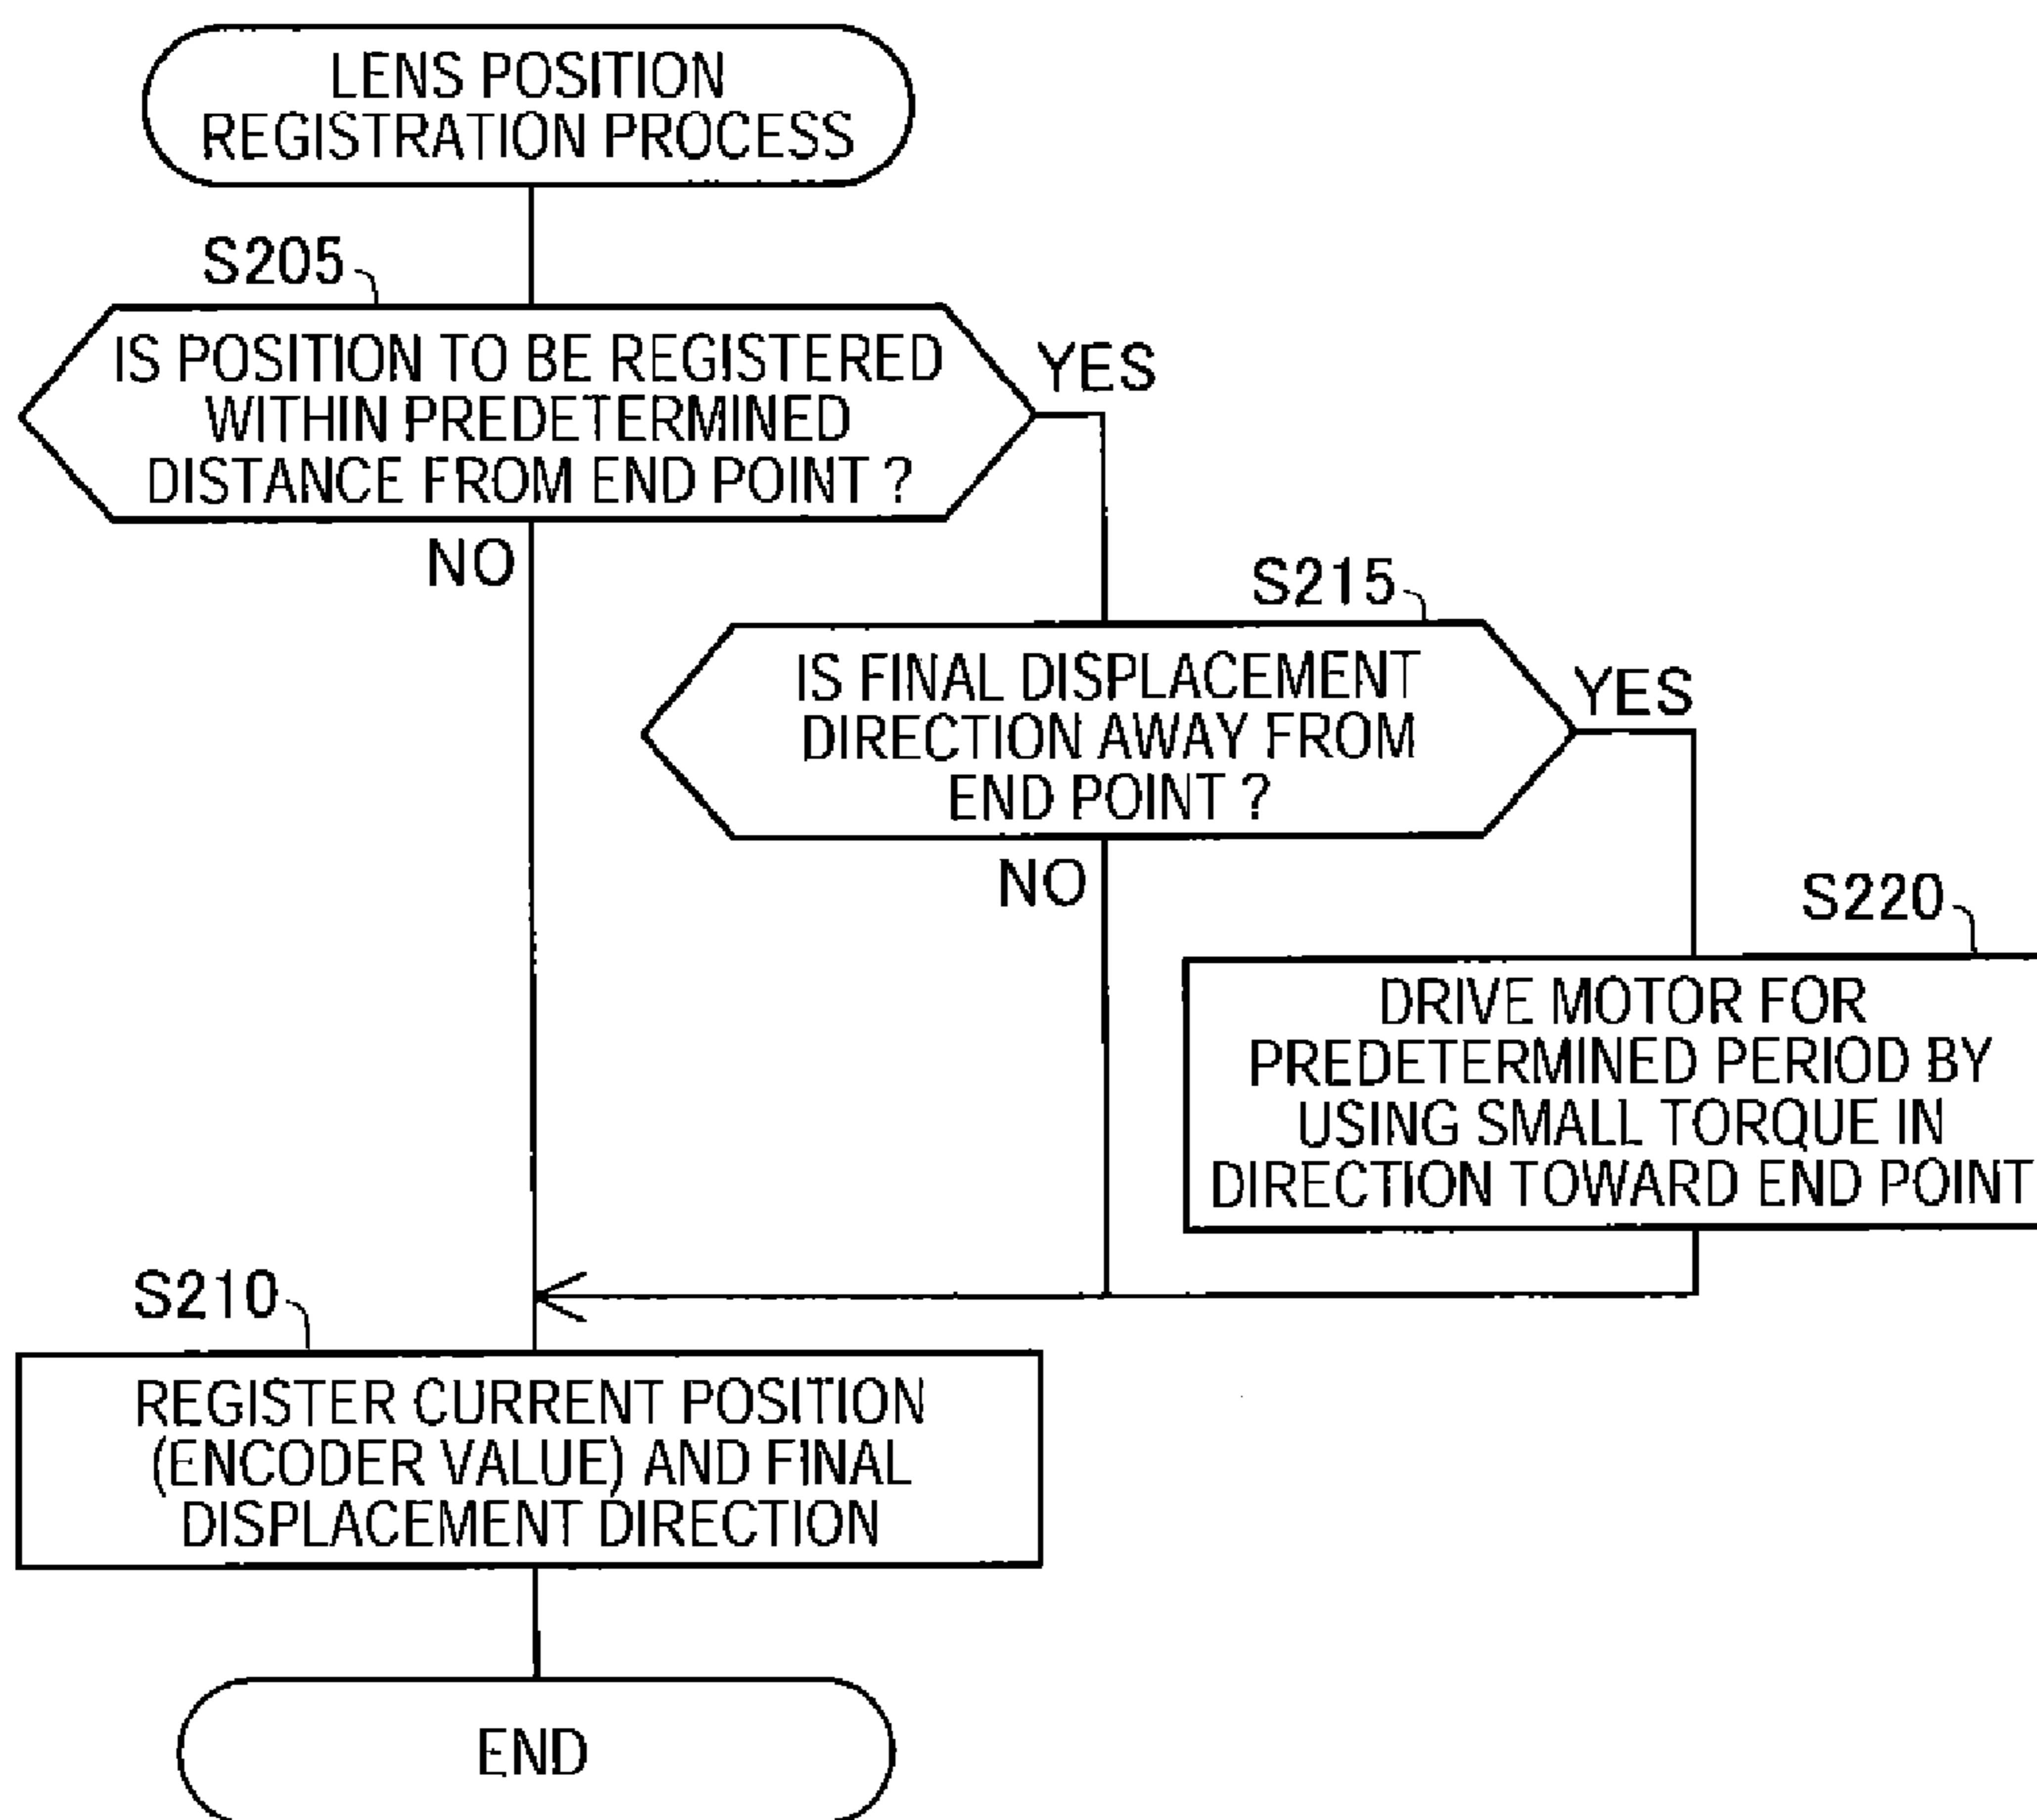 LENS POSITION
REGISTRATION PROCESS
S205
IS POSITION TO BE REGISTERED
WITHIN PREDETERMINED
DISTANCE FROM END POINT ?
YES
NO
S215
IS FINAL DISPLACEMENT
DIRECTION AWAY FROM
END POINT ?
YES
NO
S220
DRIVE MOTOR FOR
PREDETERMINED PERIOD BY
USING SMALL TORQUE IN
DIRECTION TOWARD END POINT
S210
REGISTER CURRENT POSITION
(ENCODER VALUE) AND FINAL
DISPLACEMENT DIRECTION
END